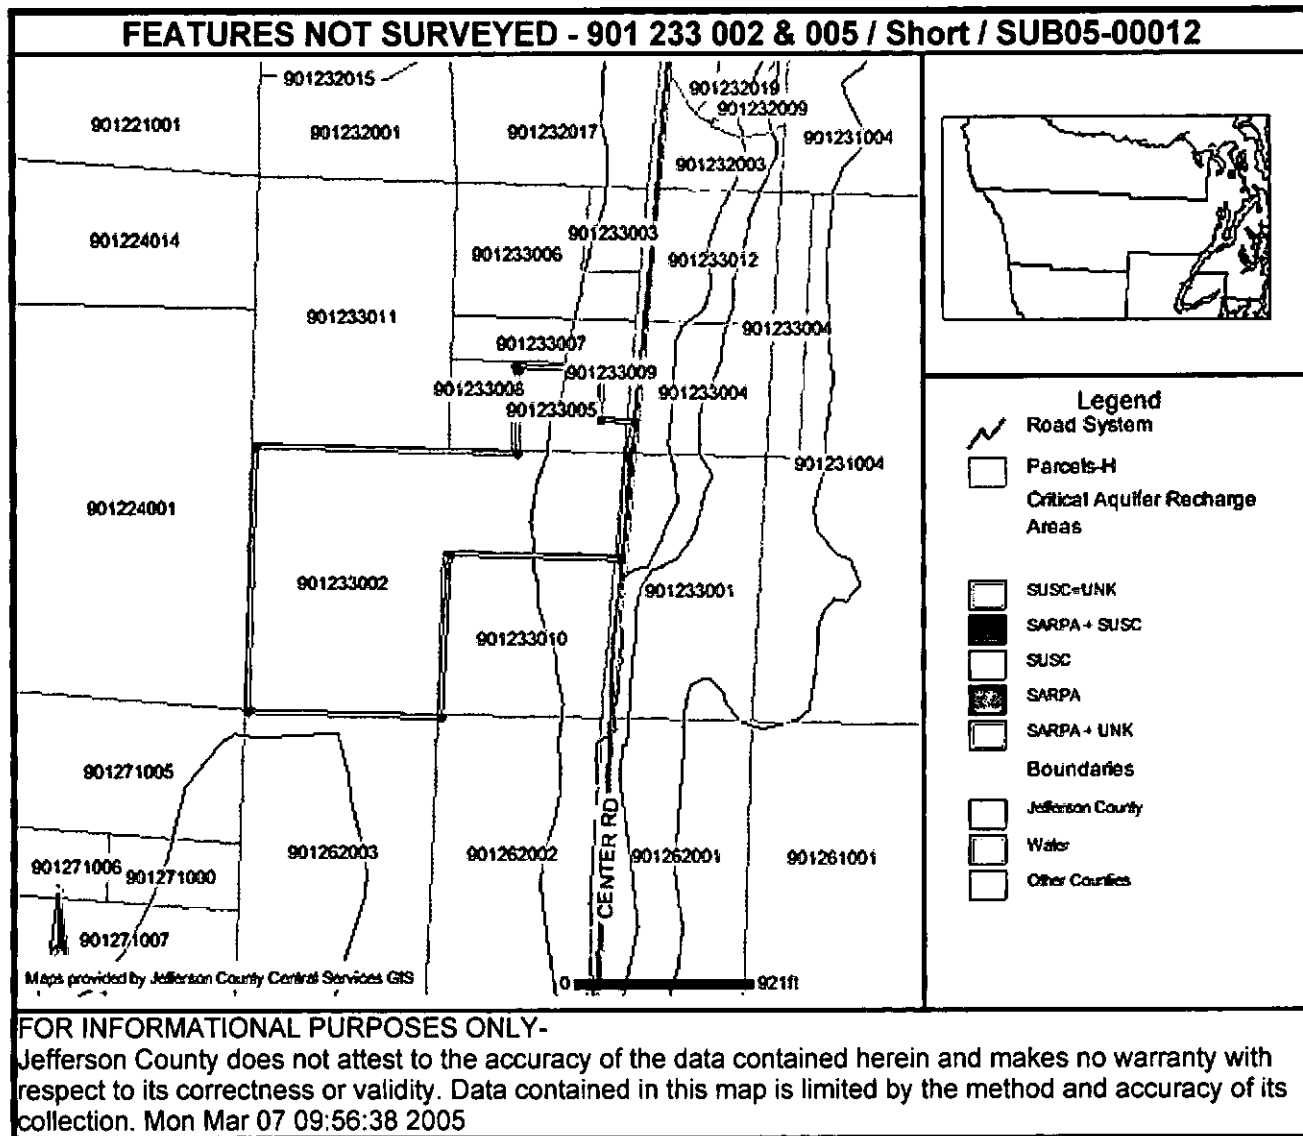 FEATURES NOT SURVEYED - 901 233 002 & 005 / Short / SUB05-00012
901232015
901232019
901232009
901221001
901232001
901232017
901231004
901232003
901224014
901233006
901233003
901233012
901233011
901233007
901233004
901233009
901233008
901233004
901233005
901231004
901224001
901233002
901233001
901233010
901271005
901262003
901262002
901262001
901261001
901271006
901271000
901271007
CENTER RD
Maps provided by Jefferson County Central Services GIS
0 921ft
Legend
Road System
Parcels-H
Critical Aquifer Recharge
Areas
SUSC=UNK
SARPA + SUSC
SUSC
SARPA
SARPA + UNK
Boundaries
Jefferson County
Water
Other Counties
FOR INFORMATIONAL PURPOSES ONLY-
Jefferson County does not attest to the accuracy of the data contained herein and makes no warranty with
respect to its correctness or validity. Data contained in this map is limited by the method and accuracy of its
collection. Mon Mar 07 09:56:38 2005